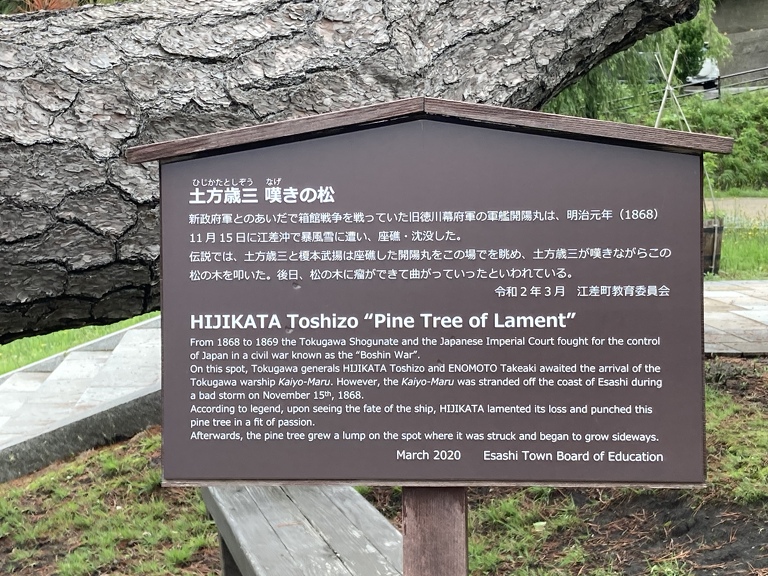 ひじかたとしぞう なげ
土方歳三 嘆きの松
新政府軍とのあいだで箱館戦争を戦っていた旧徳川幕府軍の軍艦開陽丸は、明治元年（1868）
11月15日に江差沖で暴風雪に遭い、座礁・沈没した。
伝説では、土方歳三と榎本武揚は座礁した開陽丸をこの場でを眺め、土方歳三が嘆きながらこの
松の木を叩いた。後日、松の木に瘤ができて曲がっていったといわれている。
令和２年３月　江差町教育委員会
HIJIKATA Toshizo “Pine Tree of Lament”
From 1868 to 1869 the Tokugawa Shogunate and the Japanese Imperial Court fought for the control
of Japan in a civil war known as the “Boshin War”.
On this spot, Tokugawa generals HIJIKATA Toshizo and ENOMOTO Takeaki awaited the arrival of the
Tokugawa warship Kaiyo-Maru. However, the Kaiyo-Maru was stranded off the coast of Esashi during
a bad storm on November 15th, 1868.
According to legend, upon seeing the fate of the ship, HIJIKATA lamented its loss and punched this
pine tree in a fit of passion.
Afterwards, the pine tree grew a lump on the spot where it was struck and began to grow sideways.
March 2020 Esashi Town Board of Education